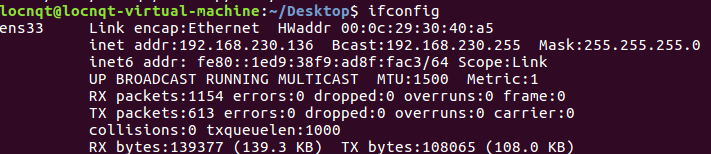 locnqt@locnqt-virtual-machine:~/Desktop$ ifconfig
ens33     Link encap:Ethernet  HWaddr 00:0c:29:30:40:a5
          inet addr:192.168.230.136  Bcast:192.168.230.255  Mask:255.255.255.0
          inet6 addr: fe80::1ed9:38f9:ad8f:fac3/64 Scope:Link
          UP BROADCAST RUNNING MULTICAST  MTU:1500  Metric:1
          RX packets:1154 errors:0 dropped:0 overruns:0 frame:0
          TX packets:613 errors:0 dropped:0 overruns:0 carrier:0
          collisions:0 txqueuelen:1000
          RX bytes:139377 (139.3 KB)  TX bytes:108065 (108.0 KB)